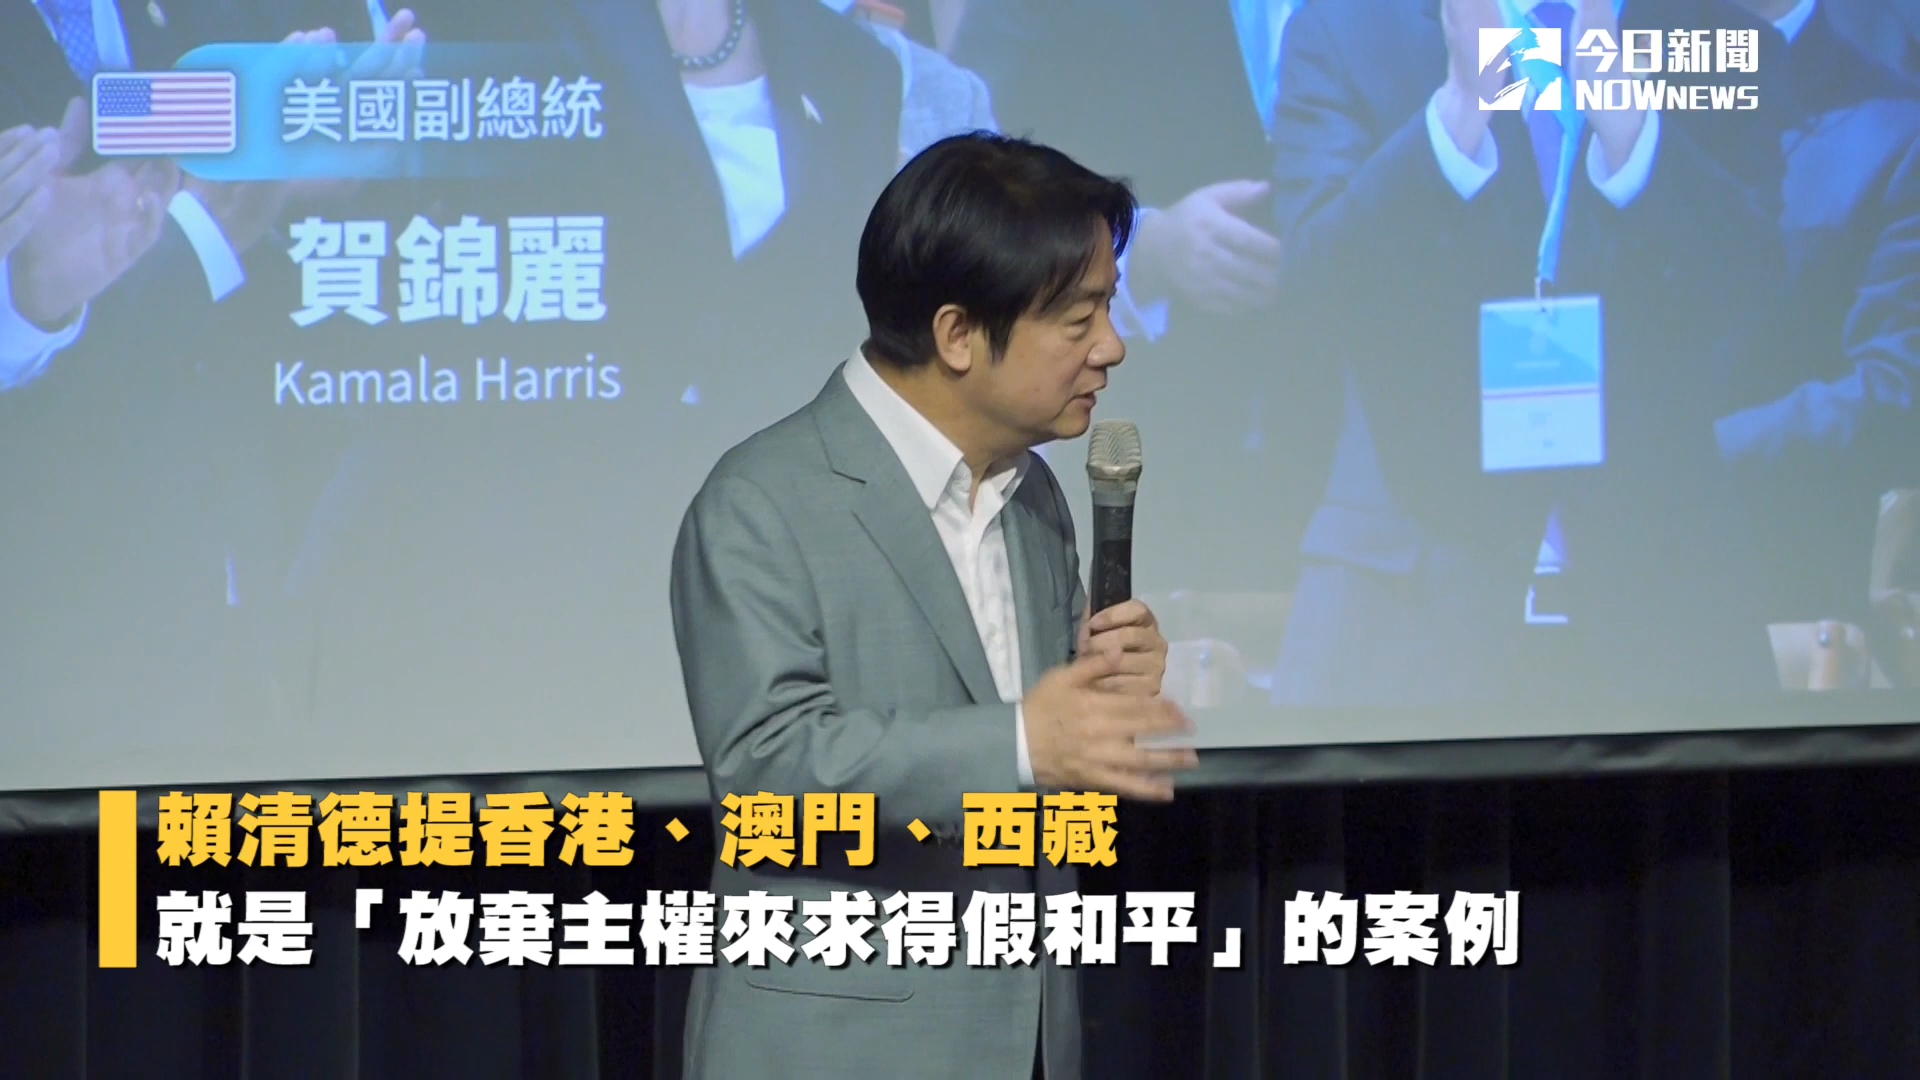 今日新聞
NOWNEWS
美國副總統
賀錦麗
Kamala Harris
賴清德提香港、澳門、西藏
就是「放棄主權來求得假和平」的案例